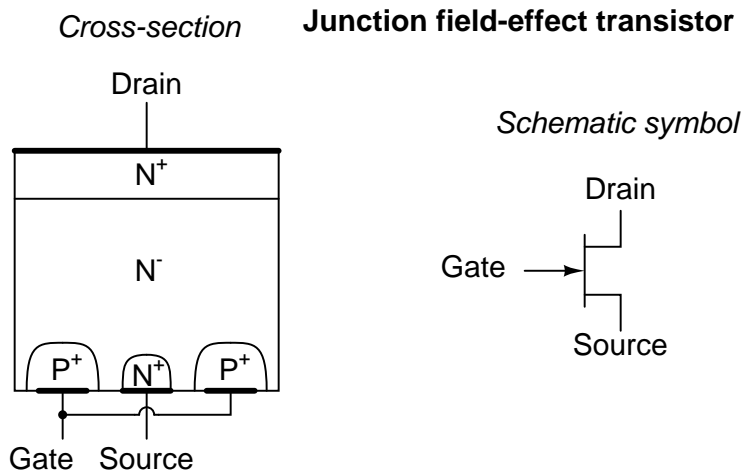 Cross-section
Junction field-effect transistor
Drain
N+
N-
P+
N+
P+
Gate
Source
Schematic symbol
Drain
Gate
Source